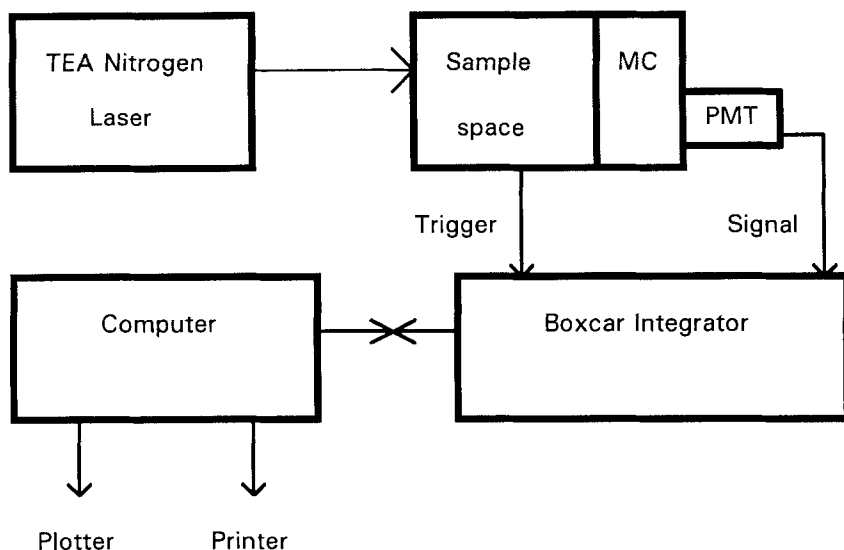 TEA Nitrogen
Laser
Sample
space
MC
PMT
Trigger
Signal
Computer
Boxcar Integrator
Plotter
Printer